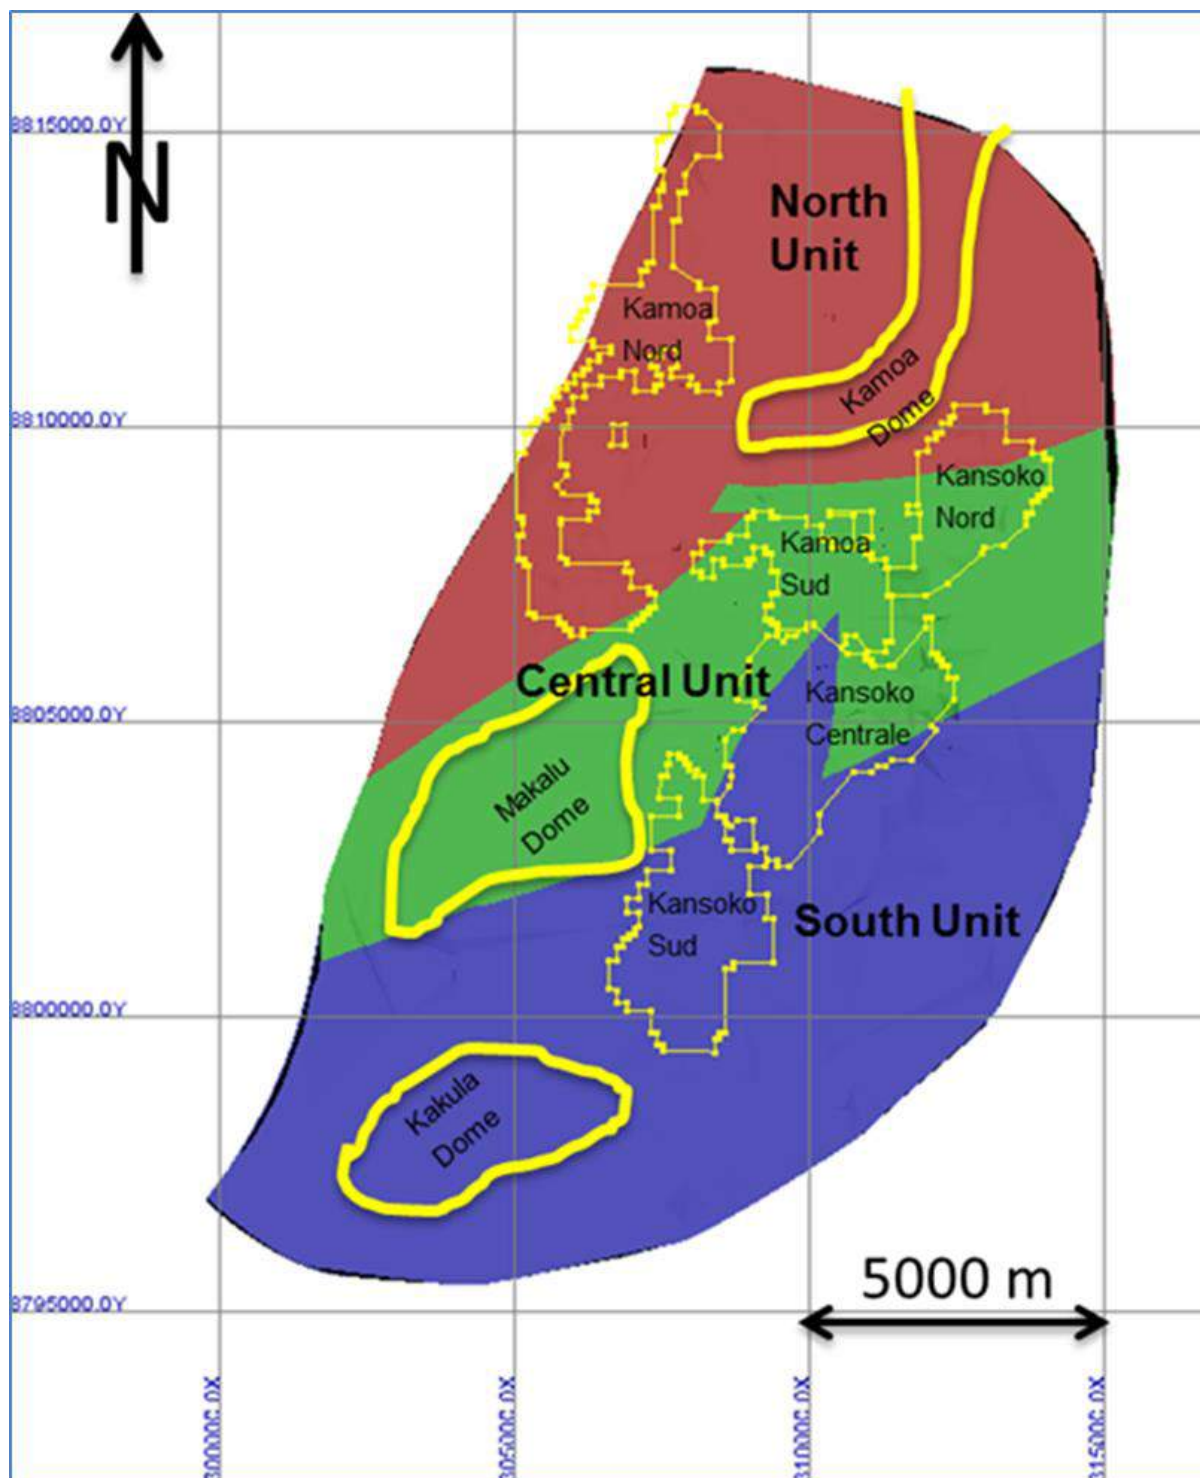 8815000.0Y
N
North
Unit
Kamoa
Nord
Kamoa
Dome
8810000.0Y
Kansoko
Nord
Kamoa
Sud
Central Unit
Kansoko
Centrale
8805000.0Y
Makalu
Dome
Kansoko
Sud
South Unit
8800000.0Y
Kakula
Dome
5000 m
8795000.0Y
300000.0X
305000.0X
310000.0X
315000.0X